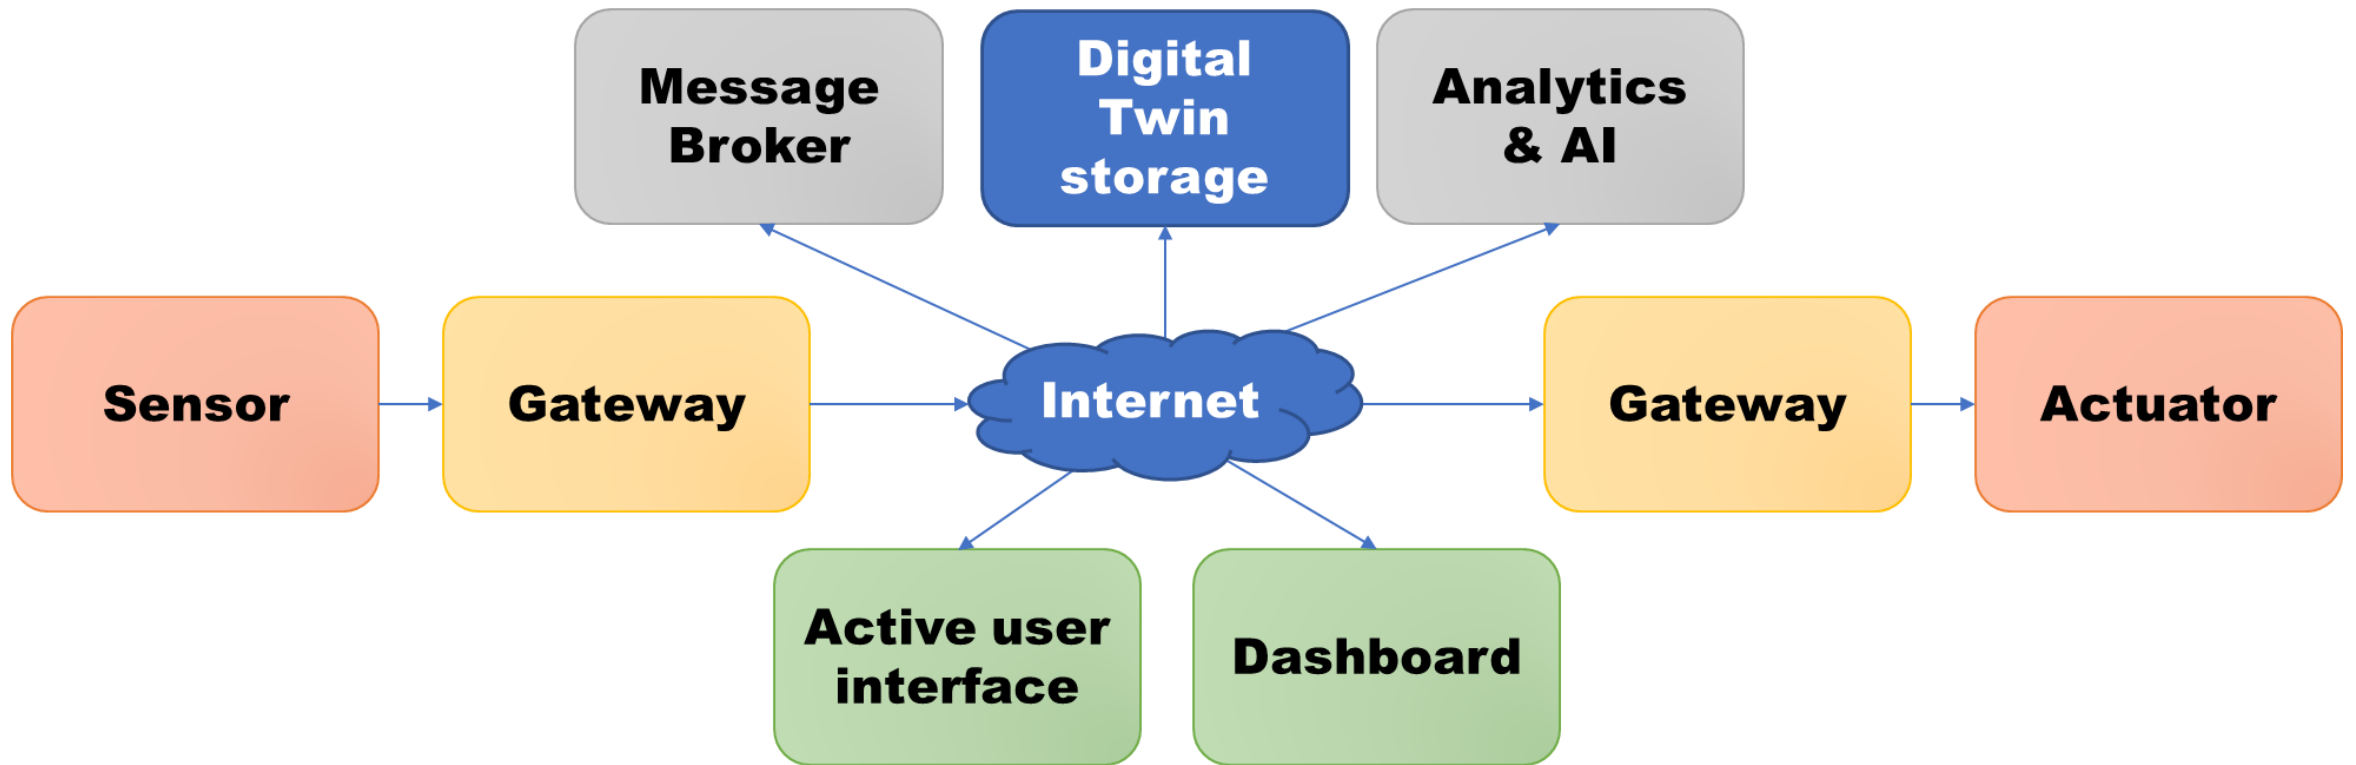 Message
Broker
Digital
Twin
storage
Analytics
& AI
Sensor
Gateway
Internet
Gateway
Actuator
Active user
interface
Dashboard